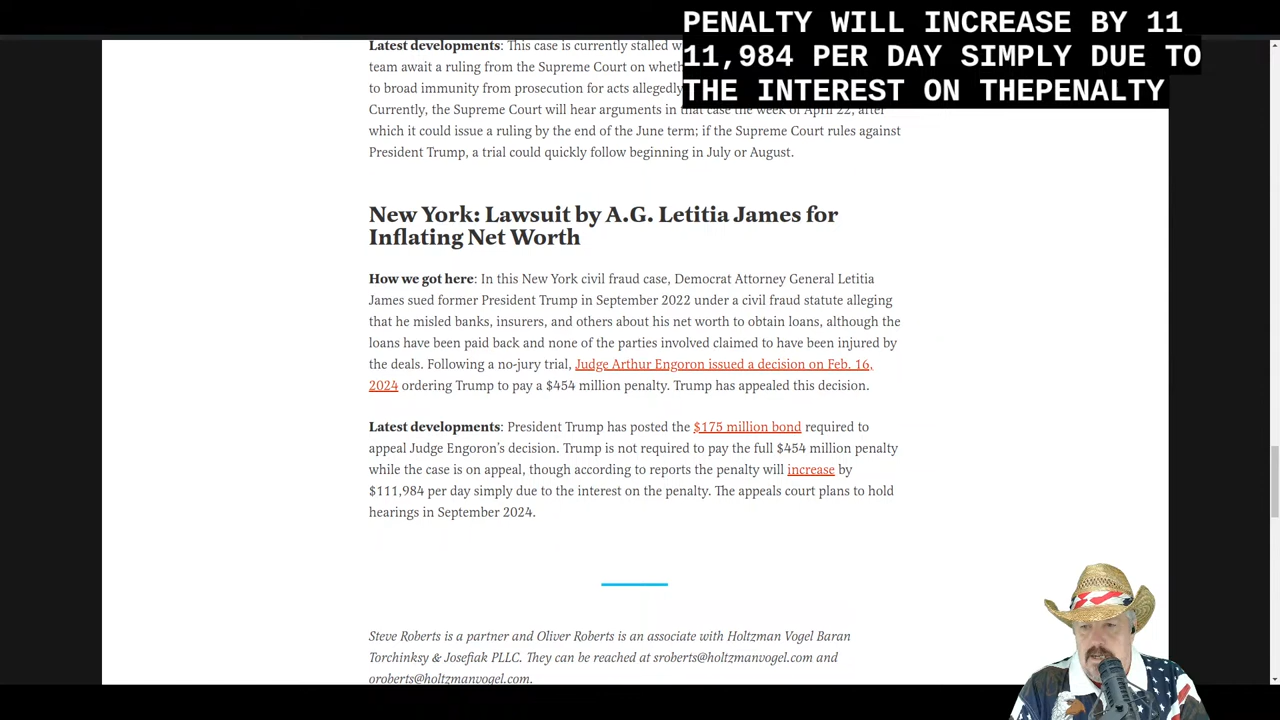 PENALTY WILL INCREASE BY 11
11,984 PER DAY SIMPLY DUE TO
THE INTEREST ON THEPENALTY
Latest developments: This case is currently stalled
team await a ruling from the Supreme Court on
to broad immunity from prosecution for acts allegedly
Currently, the Supreme Court will hear arguments in that case the week of April 22, after
which it could issue a ruling by the end of the June term; if the Supreme Court rules against
President Trump, a trial could quickly follow beginning in July or August.
New York: Lawsuit by A.G. Letitia James for
Inflating Net Worth
How we got here: In this New York civil fraud case, Democrat Attorney General Letitia
James sued former President Trump in September 2022 under a civil fraud statute alleging
that he misled banks, insurers, and others about his net worth to obtain loans, although the
loans have been paid back and none of the parties involved claimed to have been injured by
the deals. Following a no-jury trial, Judge Arthur Engoron issued a decision on Feb. 16,
2024 ordering Trump to pay a $454 million penalty. Trump has appealed this decision.
Latest developments: President Trump has posted the $175 million bond required to
appeal Judge Engoron's decision. Trump is not required to pay the full $454 million penalty
while the case is on appeal, though according to reports the penalty will increase by
$111,984 per day simply due to the interest on the penalty. The appeals court plans to hold
hearings in September 2024.
Steve Roberts is a partner and Oliver Roberts is an associate with Holtzman Vogel Baran
Torchinksy & Josefiak PLLC. They can be reached at sroberts@holtzmanvogel.com and
oroberts@holtzmanvogel.com.